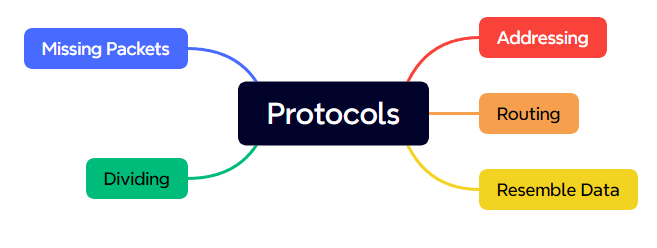 Missing Packets
Dividing
Protocols
Addressing
Routing
Resemble Data